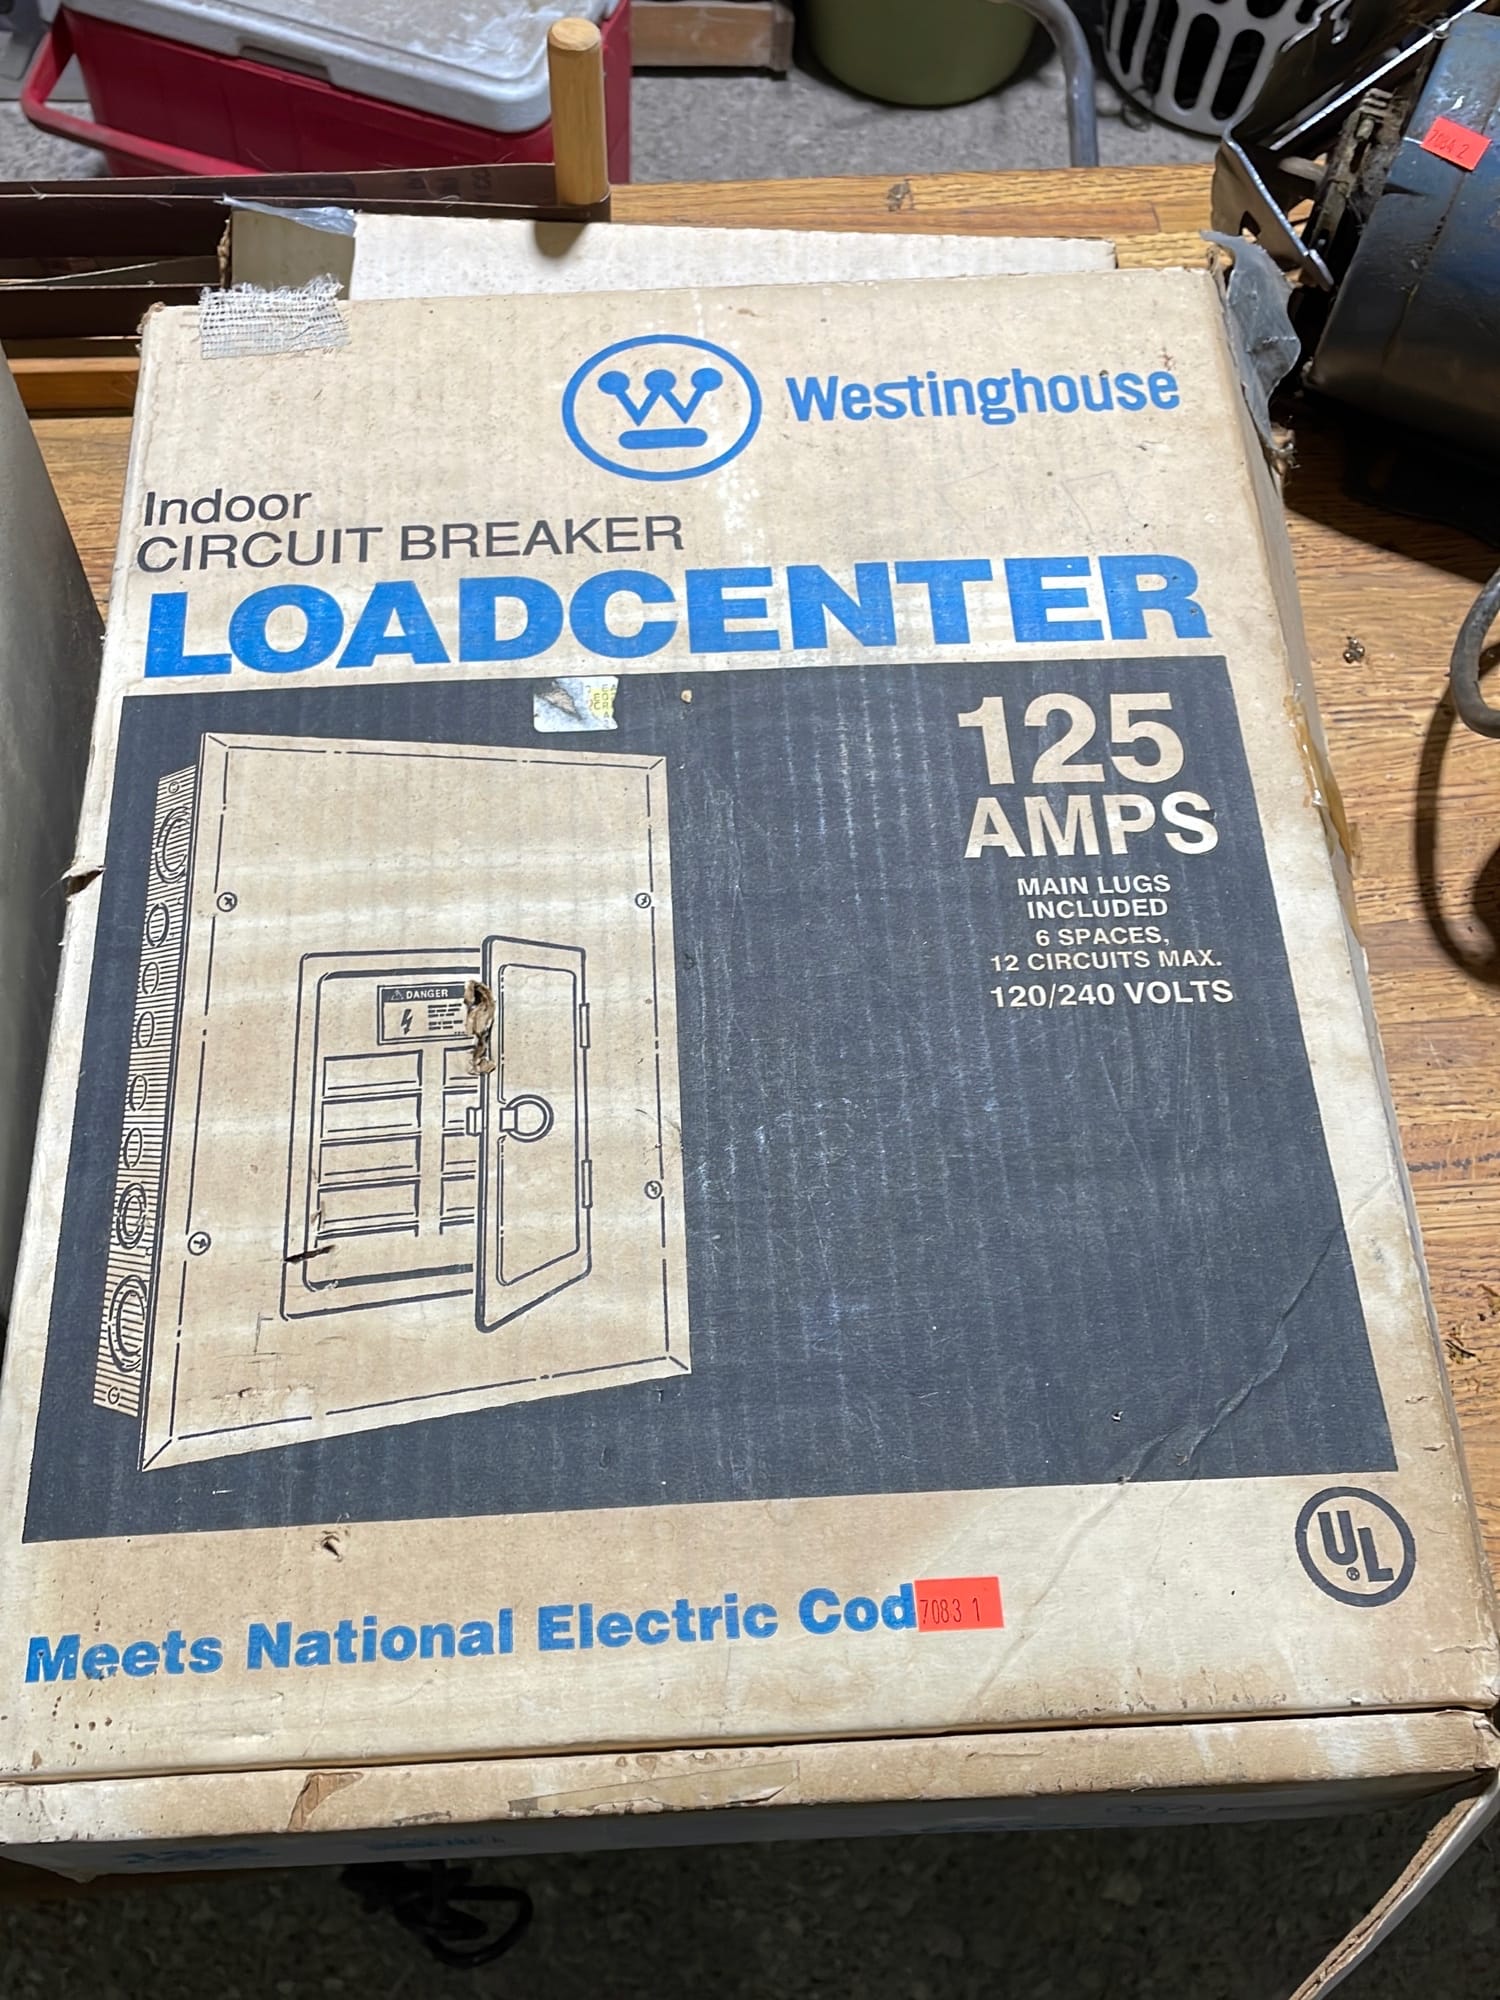 7084 2
Westinghouse
Indoor
CIRCUIT BREAKER
LOADCENTER
125
AMPS
MAIN LUGS
INCLUDED
6 SPACES,
12 CIRCUITS MAX.
120/240 VOLTS
DANGER
Meets National Electric Cod
7083 1
UL
®